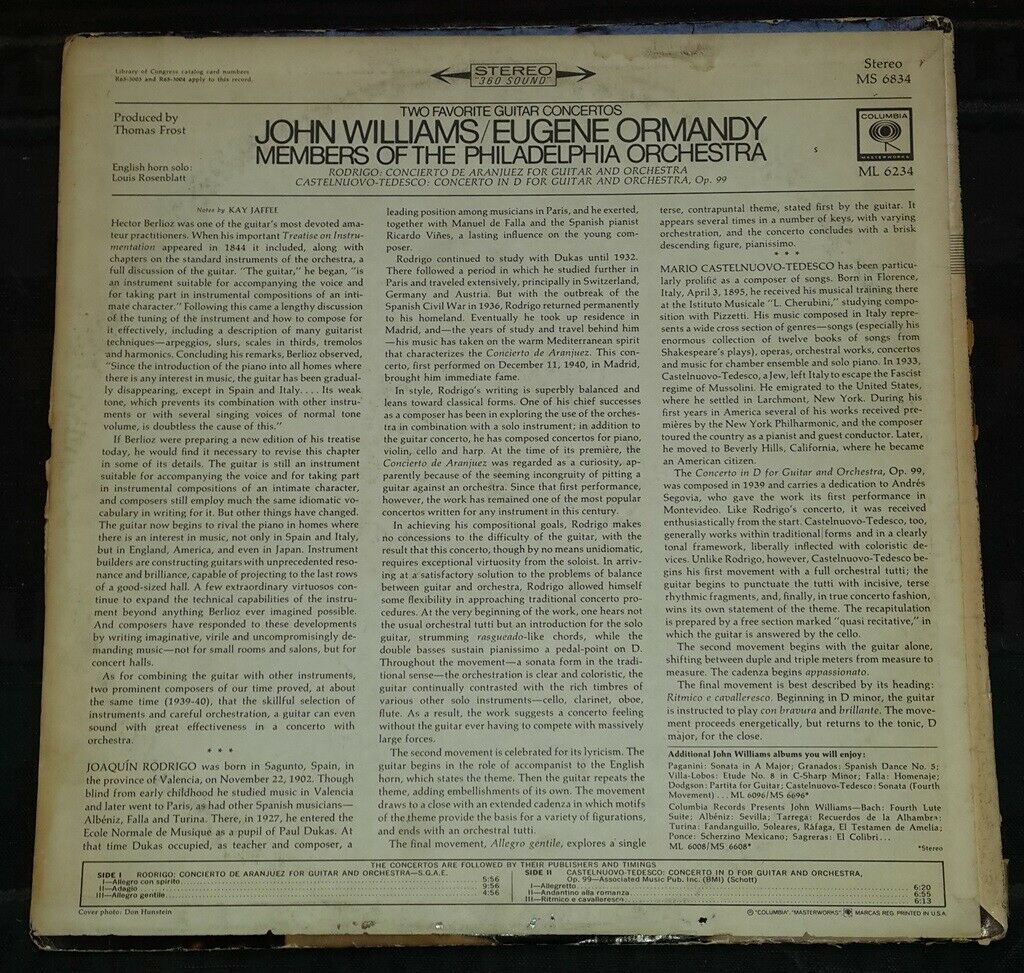 Library of Congress catalog card numbers
R65-3003 and R65-3004 apply to this record.
STEREO
"360 SOUND"
Stereo
MS 6834
Produced by
Thomas Frost
English horn solo:
Louis Rosenblatt
TWO FAVORITE GUITAR CONCERTOS
JOHN WILLIAMS/EUGENE ORMANDY
MEMBERS OF THE PHILADELPHIA ORCHESTRA
RODRIGO: CONCIERTO DE ARANJUEZ FOR GUITAR AND ORCHESTRA
CASTELNUOVO-TEDESCO: CONCERTO IN D FOR GUITAR AND ORCHESTRA, Op. 99
COLUMBIA
MASTERWORKS
ML 6234
Notes by KAY JAFFEE
Hector Berlioz was one of the guitar's most devoted ama-
teur practitioners. When his important Treatise on Instru-
mentation appeared in 1844 it included, along with
chapters on the standard instruments of the orchestra, a
full discussion of the guitar. "The guitar," he began, "is
an instrument suitable for accompanying the voice and
for taking part in instrumental compositions of an inti-
mate character." Following this came a lengthy discussion
of the tuning of the instrument and how to compose for
it effectively, including a description of many guitarist
techniques—arpeggios, slurs, scales in thirds, tremolos
and harmonics. Concluding his remarks, Berlioz observed,
"Since the introduction of the piano into all homes where
there is any interest in music, the guitar has been gradual-
ly disappearing, except in Spain and Italy.... Its weak
tone, which prevents its combination with other instru-
ments or with several singing voices of normal tone
volume, is doubtless the cause of this."
If Berlioz were preparing a new edition of his treatise
today, he would find it necessary to revise this chapter
in some of its details. The guitar is still an instrument
suitable for accompanying the voice and for taking part
in instrumental compositions of an intimate character,
and composers still employ much the same idiomatic vo-
cabulary in writing for it. But other things have changed.
The guitar now begins to rival the piano in homes where
there is an interest in music, not only in Spain and Italy,
but in England, America, and even in Japan. Instrument
builders are constructing guitars with unprecedented reso-
nance and brilliance, capable of projecting to the last rows
of a good-sized hall. A few extraordinary virtuosos con-
tinue to expand the technical capabilities of the instru-
ment beyond anything Berlioz ever imagined possible.
And composers have responded to these developments
by writing imaginative, virile and uncompromisingly de-
manding music—not for small rooms and salons, but for
concert halls.
As for combining the guitar with other instruments,
two prominent composers of our time proved, at about
the same time (1939-40), that the skillful selection of
instruments and careful orchestration, a guitar can even
sound with great effectiveness in a concerto with
orchestra.
* * *
JOAQUÍN RODRIGO was born in Sagunto, Spain, in
the province of Valencia, on November 22, 1902. Though
blind from early childhood he studied music in Valencia
and later went to Paris, as had other Spanish musicians—
Albéniz, Falla and Turina. There, in 1927, he entered the
Ecole Normale de Musique as a pupil of Paul Dukas. At
that time Dukas occupied, as teacher and composer, a
leading position among musicians in Paris, and he exerted,
together with Manuel de Falla and the Spanish pianist
Ricardo Viñes, a lasting influence on the young com-
poser.
Rodrigo continued to study with Dukas until 1932.
There followed a period in which he studied further in
Paris and traveled extensively, principally in Switzerland,
Germany and Austria. But with the outbreak of the
Spanish Civil War in 1936, Rodrigo returned permanently
to his homeland. Eventually he took up residence in
Madrid, and—the years of study and travel behind him
—his music has taken on the warm Mediterranean spirit
that characterizes the Concierto de Aranjuez. This con-
certo, first performed on December 11, 1940, in Madrid,
brought him immediate fame.
In style, Rodrigo's writing is superbly balanced and
leans toward classical forms. One of his chief successes
as a composer has been in exploring the use of the orches-
tra in combination with a solo instrument; in addition to
the guitar concerto, he has composed concertos for piano,
violin, cello and harp. At the time of its première, the
Concierto de Aranjuez was regarded as a curiosity, ap-
parently because of the seeming incongruity of pitting a
guitar against an orchestra. Since that first performance,
however, the work has remained one of the most popular
concertos written for any instrument in this century.
In achieving his compositional goals, Rodrigo makes
no concessions to the difficulty of the guitar, with the
result that this concerto, though by no means unidiomatic,
requires exceptional virtuosity from the soloist. In arriv-
ing at a satisfactory solution to the problems of balance
between guitar and orchestra, Rodrigo allowed himself
some flexibility in approaching traditional concerto pro-
cedures. At the very beginning of the work, one hears not
the usual orchestral tutti but an introduction for the solo
guitar, strumming rasgueado-like chords, while the
double basses sustain pianissimo a pedal-point on D.
Throughout the movement—a sonata form in the tradi-
tional sense—the orchestration is clear and coloristic, the
guitar continually contrasted with the rich timbres of
various other solo instruments—cello, clarinet, oboe,
flute. As a result, the work suggests a concerto feeling
without the guitar ever having to compete with massively
large forces.
The second movement is celebrated for its lyricism. The
guitar begins in the role of accompanist to the English
horn, which states the theme. Then the guitar repeats the
theme, adding embellishments of its own. The movement
draws to a close with an extended cadenza in which motifs
of the theme provide the basis for a variety of figurations,
and ends with an orchestral tutti.
The final movement, Allegro gentile, explores a single
terse, contrapuntal theme, stated first by the guitar. It
appears several times in a number of keys, with varying
orchestration, and the concerto concludes with a brisk
descending figure, pianissimo.
* * *
MARIO CASTELNUOVO-TEDESCO has been particu-
larly prolific as a composer of songs. Born in Florence,
Italy, April 3, 1895, he received his musical training there
at the Istituto Musicale "L. Cherubini," studying compo-
sition with Pizzetti. His music composed in Italy repre-
sents a wide cross section of genres—songs (especially his
enormous collection of twelve books of songs from
Shakespeare's plays), operas, orchestral works, concertos
and music for chamber ensemble and solo piano. In 1933,
Castelnuovo-Tedesco, a Jew, left Italy to escape the Fascist
regime of Mussolini. He emigrated to the United States,
where he settled in Larchmont, New York. During his
first years in America several of his works received pre-
mières by the New York Philharmonic, and the composer
toured the country as a pianist and guest conductor. Later,
he moved to Beverly Hills, California, where he became
an American citizen.
The Concerto in D for Guitar and Orchestra, Op. 99,
was composed in 1939 and carries a dedication to Andrés
Segovia, who gave the work its first performance in
Montevideo. Like Rodrigo's concerto, it was received
enthusiastically from the start. Castelnuovo-Tedesco, too,
generally works within traditional forms and in a clearly
tonal framework, liberally inflected with coloristic de-
vices. Unlike Rodrigo, however, Castelnuovo-Tedesco be-
gins his first movement with a full orchestral tutti; the
guitar begins to punctuate the tutti with incisive, terse
rhythmic fragments, and, finally, in true concerto fashion,
wins its own statement of the theme. The recapitulation
is prepared by a free section marked "quasi recitative," in
which the guitar is answered by the cello.
The second movement begins with the guitar alone,
shifting between duple and triple meters from measure to
measure. The cadenza begins appassionato.
The final movement is best described by its heading:
Ritmico e cavalleresco. Beginning in D minor, the guitar
is instructed to play con bravura and brillante. The move-
ment proceeds energetically, but returns to the tonic, D
major, for the close.
Additional John Williams albums you will enjoy:
Paganini: Sonata in A Major; Granados: Spanish Dance No. 5;
Villa-Lobos: Etude No. 8 in C-Sharp Minor; Falla: Homenaje;
Dodgson: Partita for Guitar; Castelnuovo-Tedesco: Sonata (Fourth
Movement) . . . ML 6096/MS 6696*
Columbia Records Presents John Williams—Bach: Fourth Lute
Suite; Albéniz: Sevilla; Tarrega: Recuerdos de la Alhambra;
Turina: Fandanguillo, Soleares, Ráfaga, El Testamen de Amelia;
Ponce: Scherzino Mexicano; Sagreras: El Colibri...
ML 6008/MS 6608*
*Stereo
THE CONCERTOS ARE FOLLOWED BY THEIR PUBLISHERS AND TIMINGS
SIDE I RODRIGO: CONCIERTO DE ARANJUEZ FOR GUITAR AND ORCHESTRA—S.G.A.E.
I—Allegro con spirito 5:56
II—Adagio 9:56
III—Allegro gentile 4:56
SIDE II CASTELNUOVO-TEDESCO: CONCERTO IN D FOR GUITAR AND ORCHESTRA,
Op. 99—Associated Music Pub. Inc. (BMI) (Schott)
I—Allegretto 6:20
II—Andantino alla romanza 6:55
III—Ritmico e cavalleresco 6:13
Cover photo: Don Hunstein
℗ "COLUMBIA", "MASTERWORKS", MARCAS REG. PRINTED IN U.S.A.